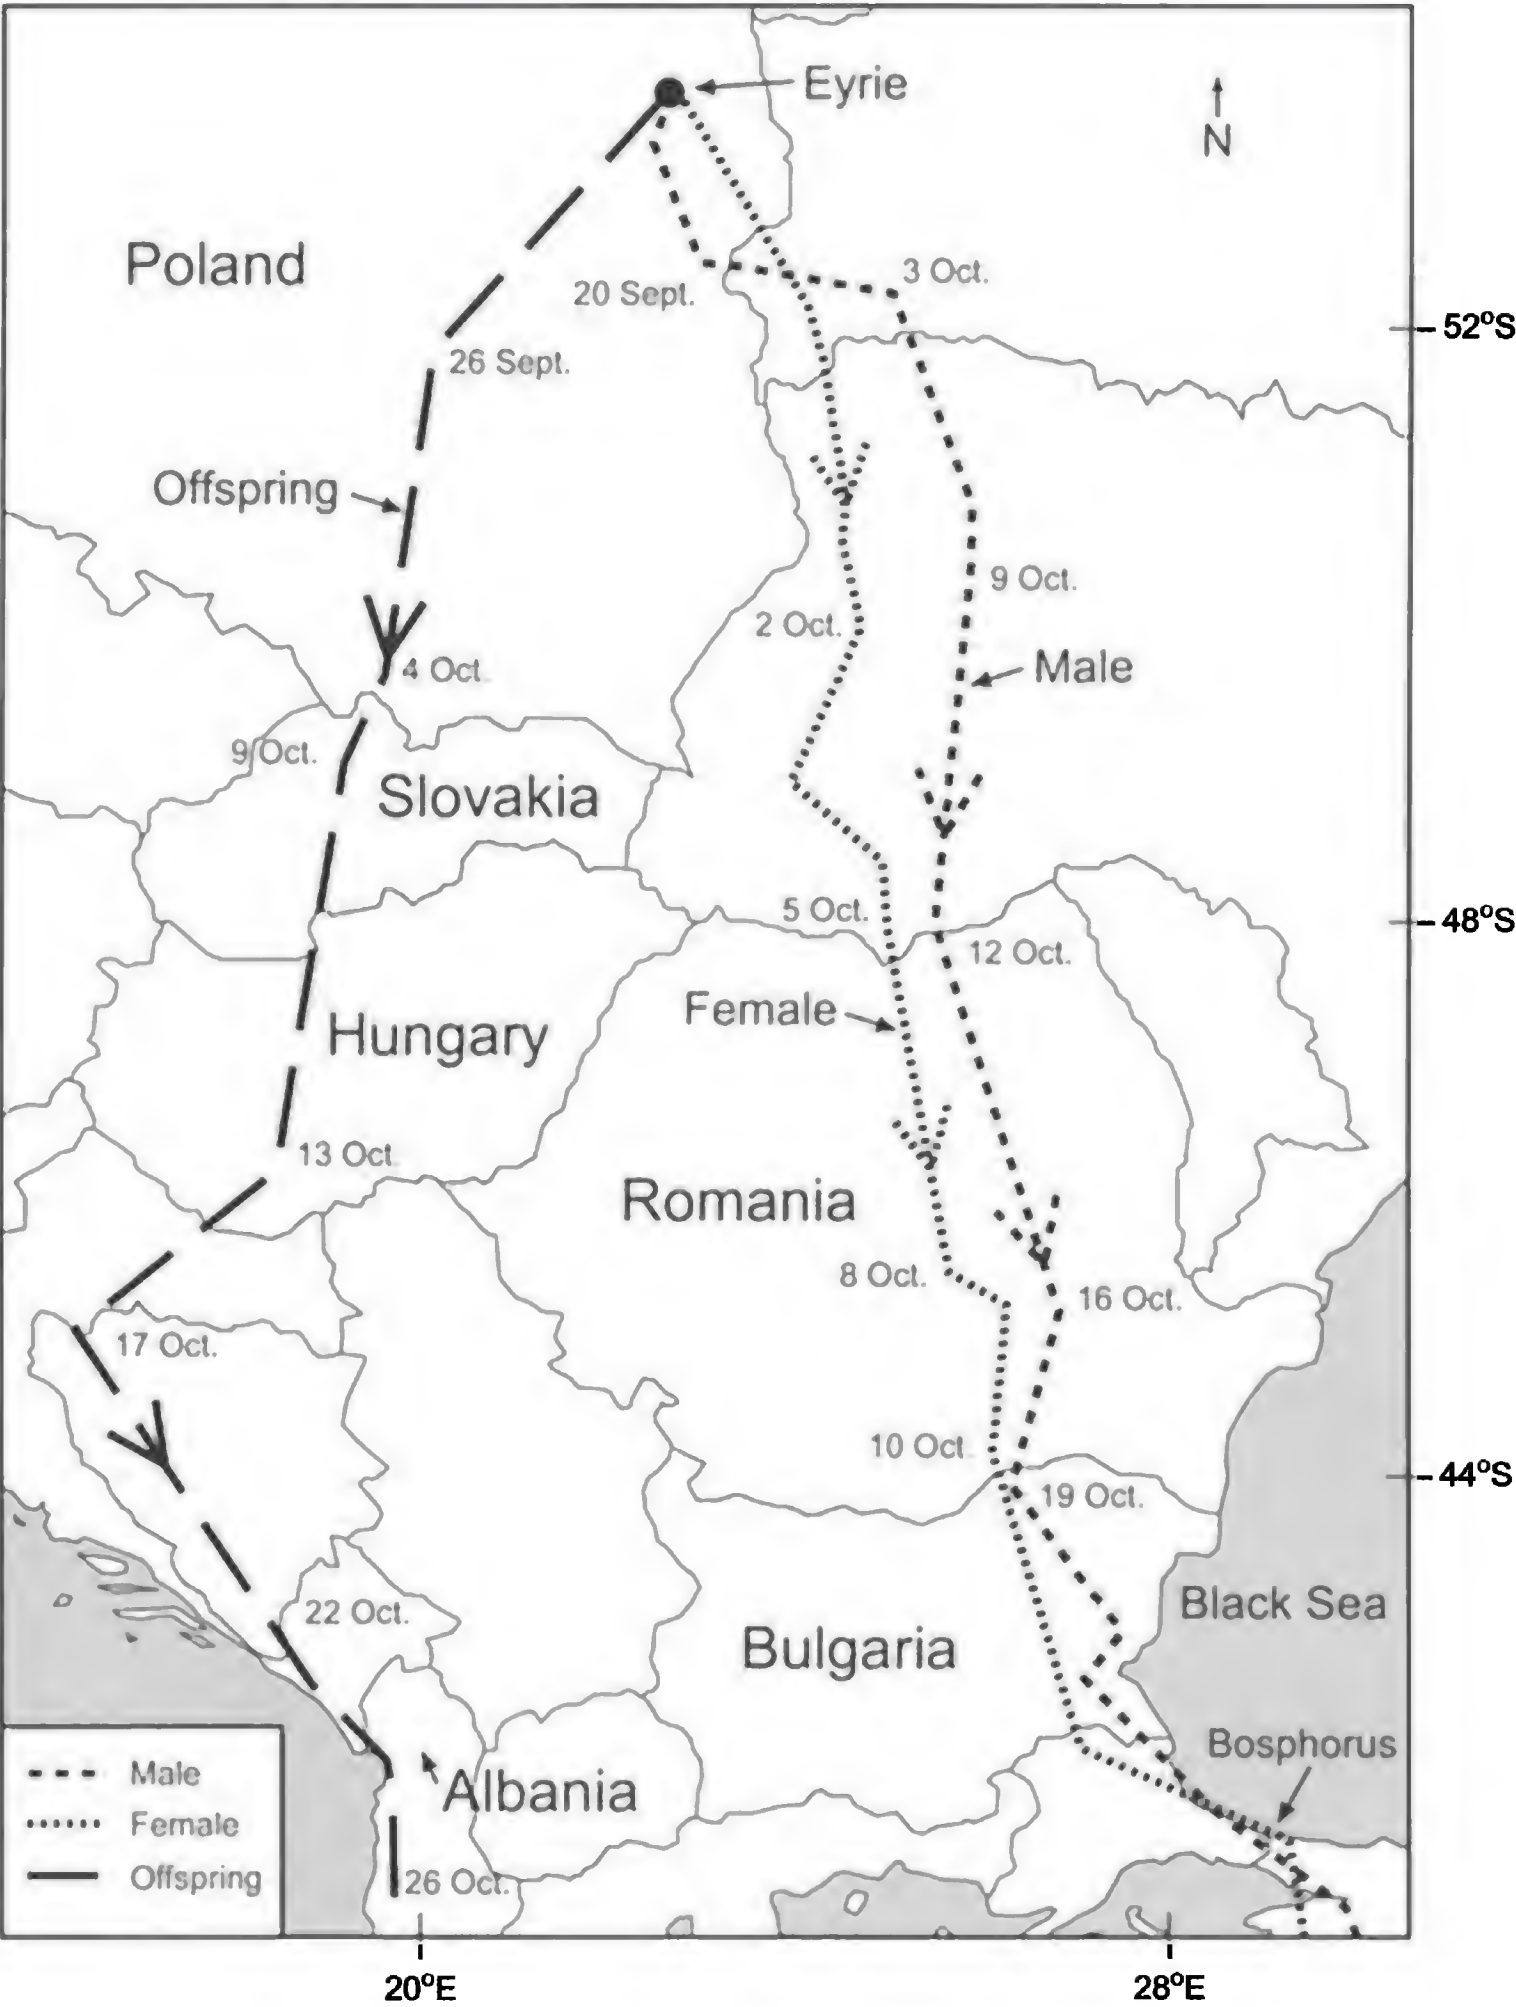 Eyrie
N
Poland
3 Oct.
20 Sept.
52°S
26 Sept.
Offspring
9 Oct.
2 Oct.
Male
4 Oct.
9 Oct.
Slovakia
5 Oct.
48°S
12 Oct.
Female
Hungary
13 Oct.
Romania
8 Oct.
16 Oct.
17 Oct.
10 Oct.
44°S
19 Oct.
Black Sea
22 Oct.
Bulgaria
Bosphorus
Male
Albania
Female
Offspring
26 Oct.
20°E
28°E